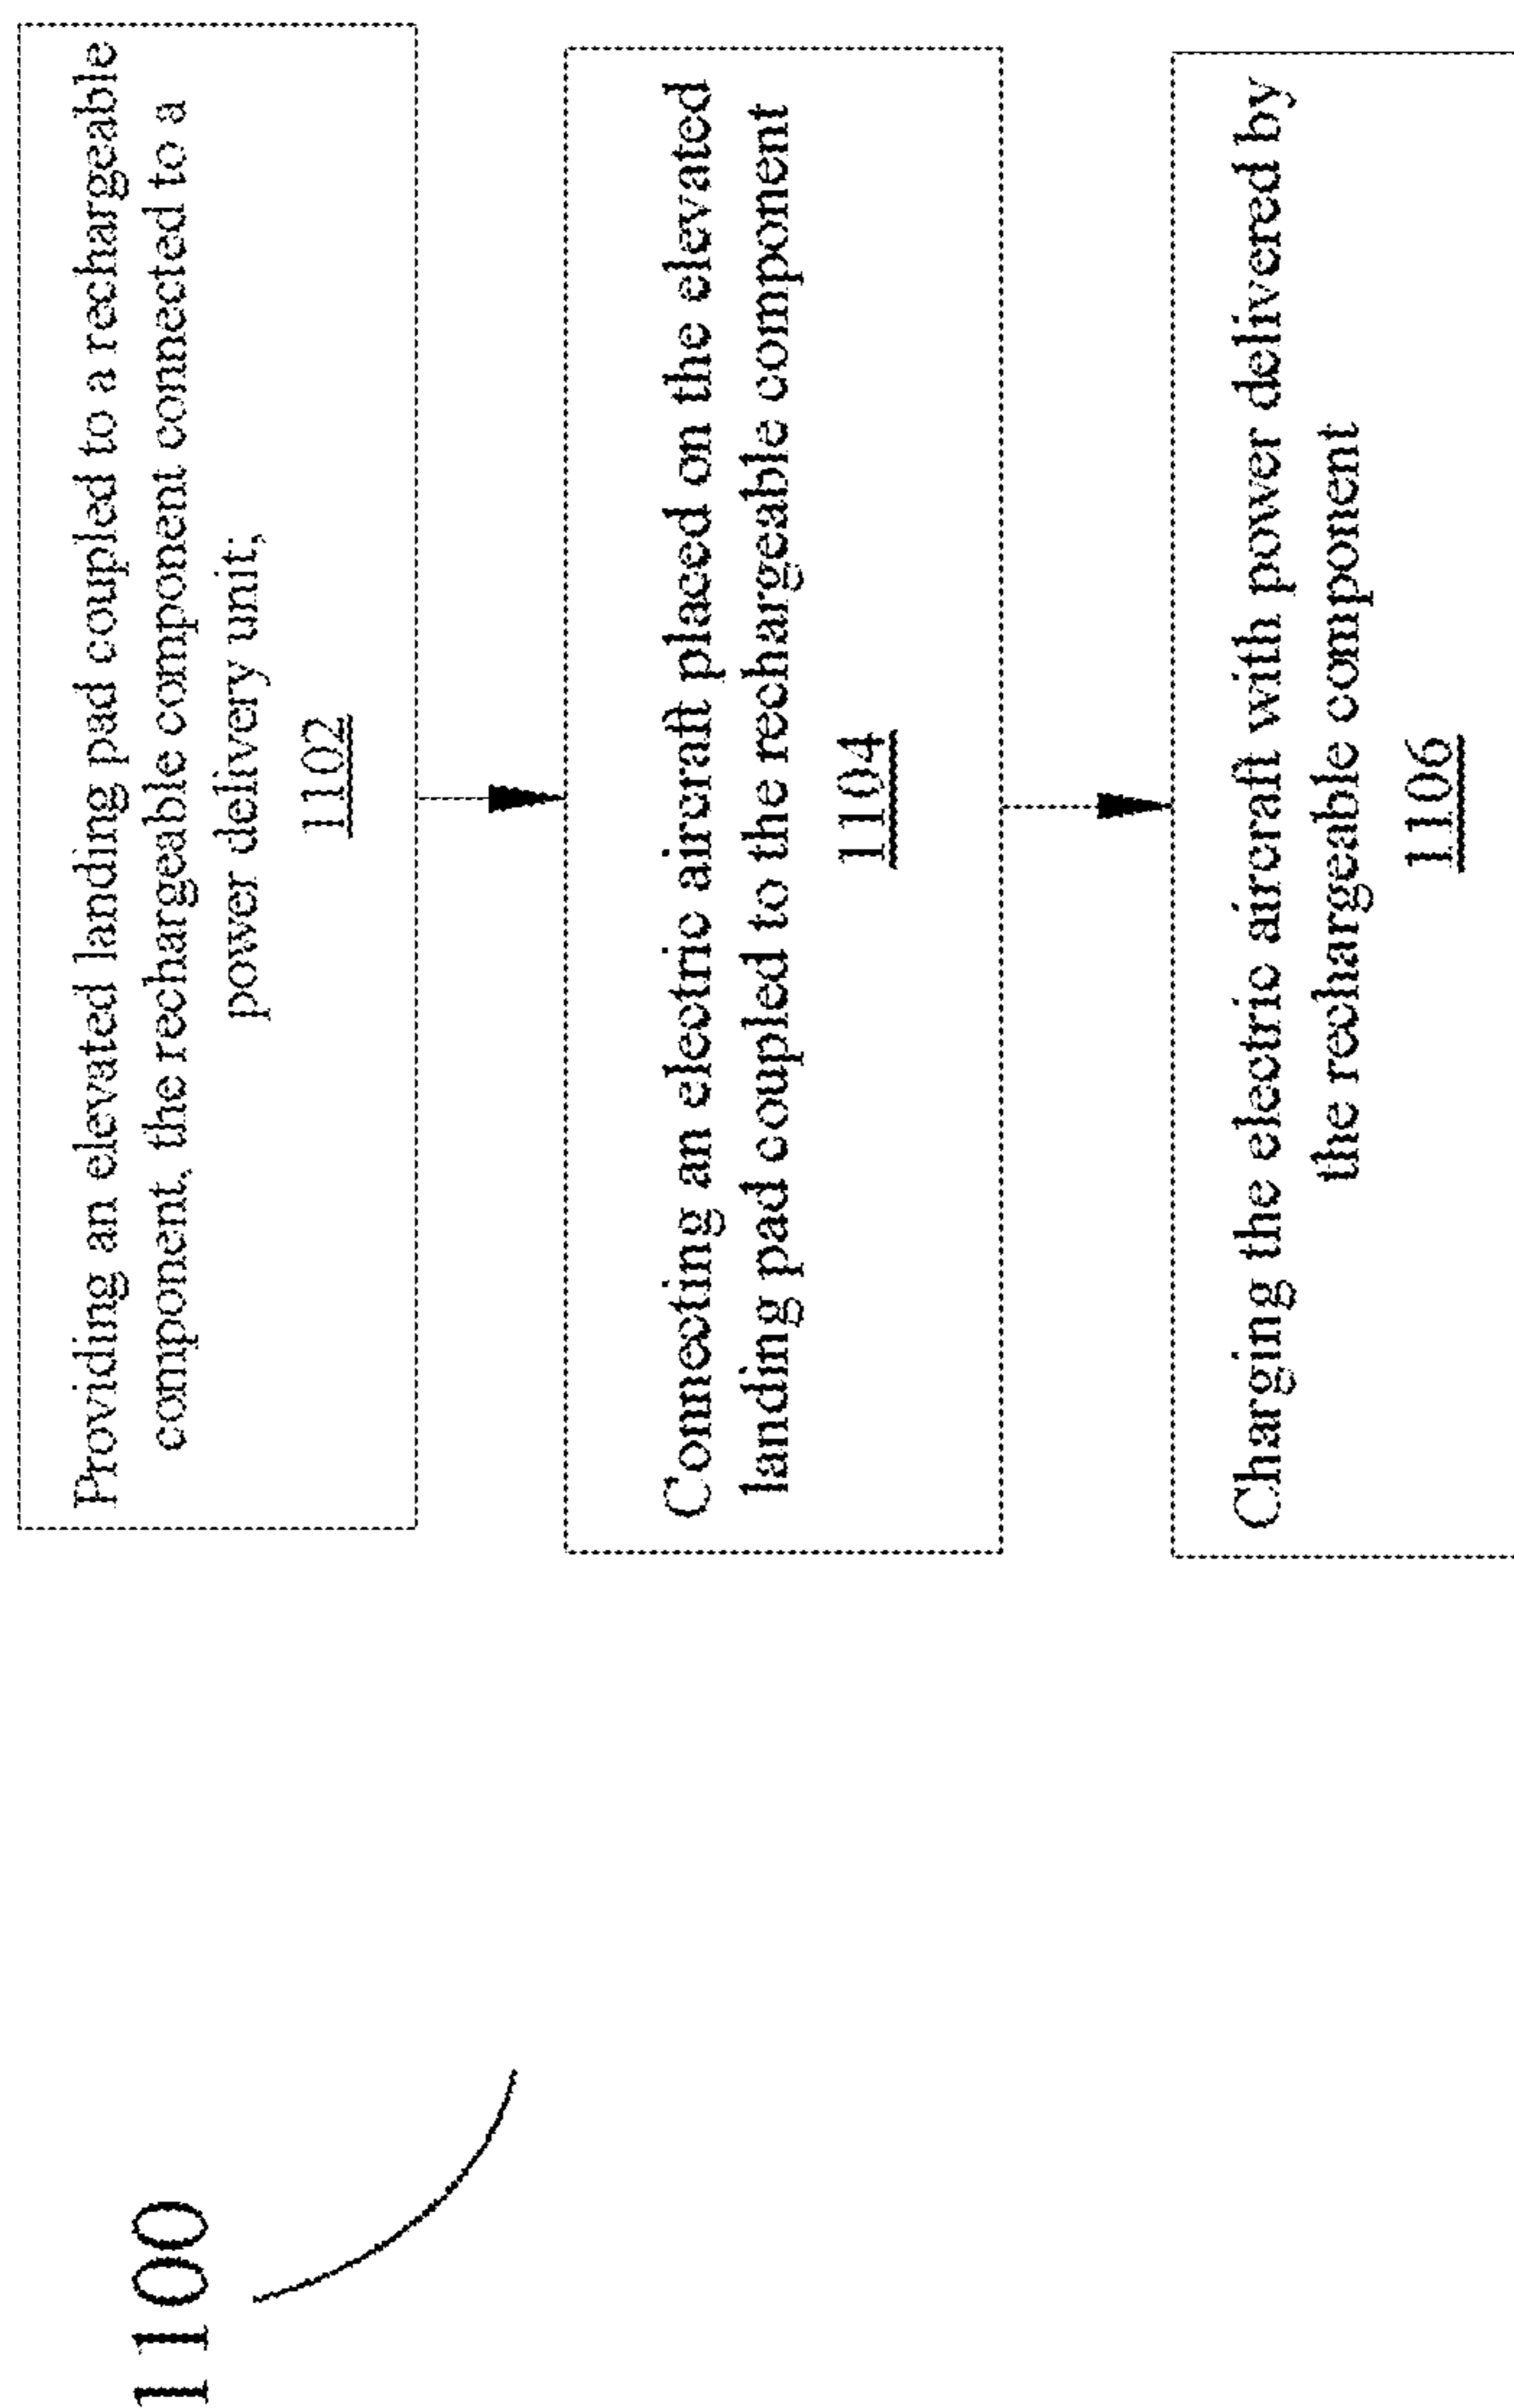 1100
Providing an elevated landing pad coupled to a rechargeable
component, the rechargeable component connected to a
power delivery unit;
1102
Connecting an electric aircraft placed on the elevated
landing pad coupled to the rechargeable component
1104
Charging the electric aircraft with power delivered by
the rechargeable component
1106